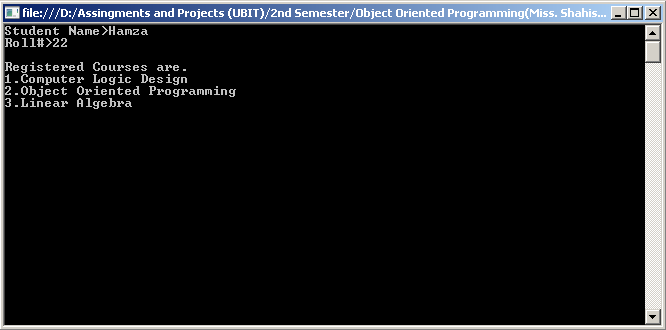 file:///D:/Assingments and Projects (UBIT)/2nd Semester/Object Oriented Programming(Miss. Shahis...
Student Name>Hamza
Roll#>22
Registered Courses are.
1.Computer Logic Design
2.Object Oriented Programming
3.Linear Algebra